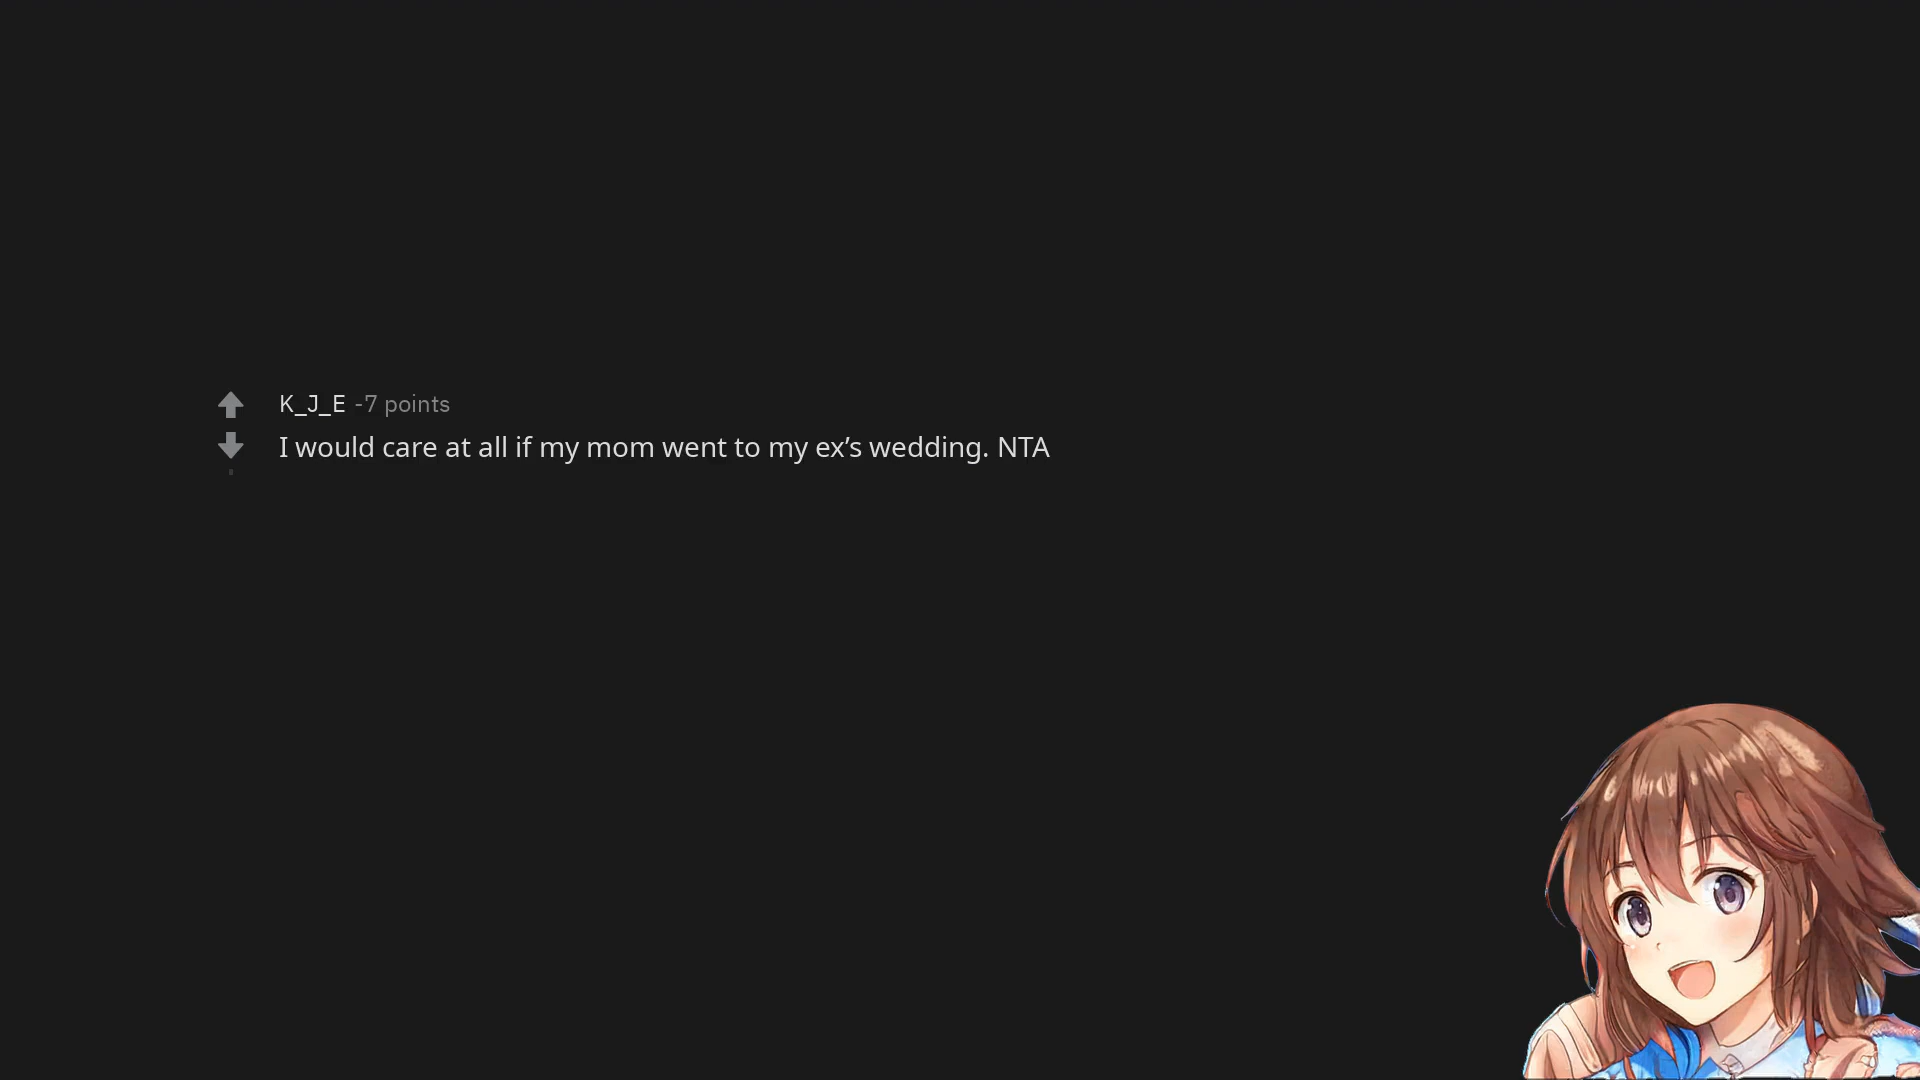 K_J_E -7 points
I would care at all if my mom went to my ex’s wedding. NTA